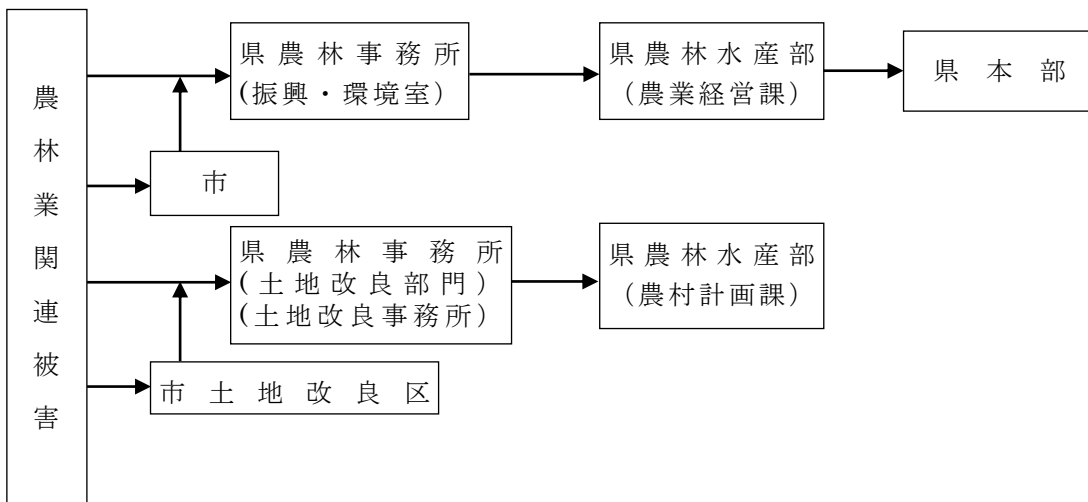 農林業関連被害
県農林事務所
(振興・環境室)
県農林水産部
(農業経営課)
県本部
市
県農林事務所
(土地改良部門)
(土地改良事務所)
県農林水産部
(農村計画課)
市土地改良区